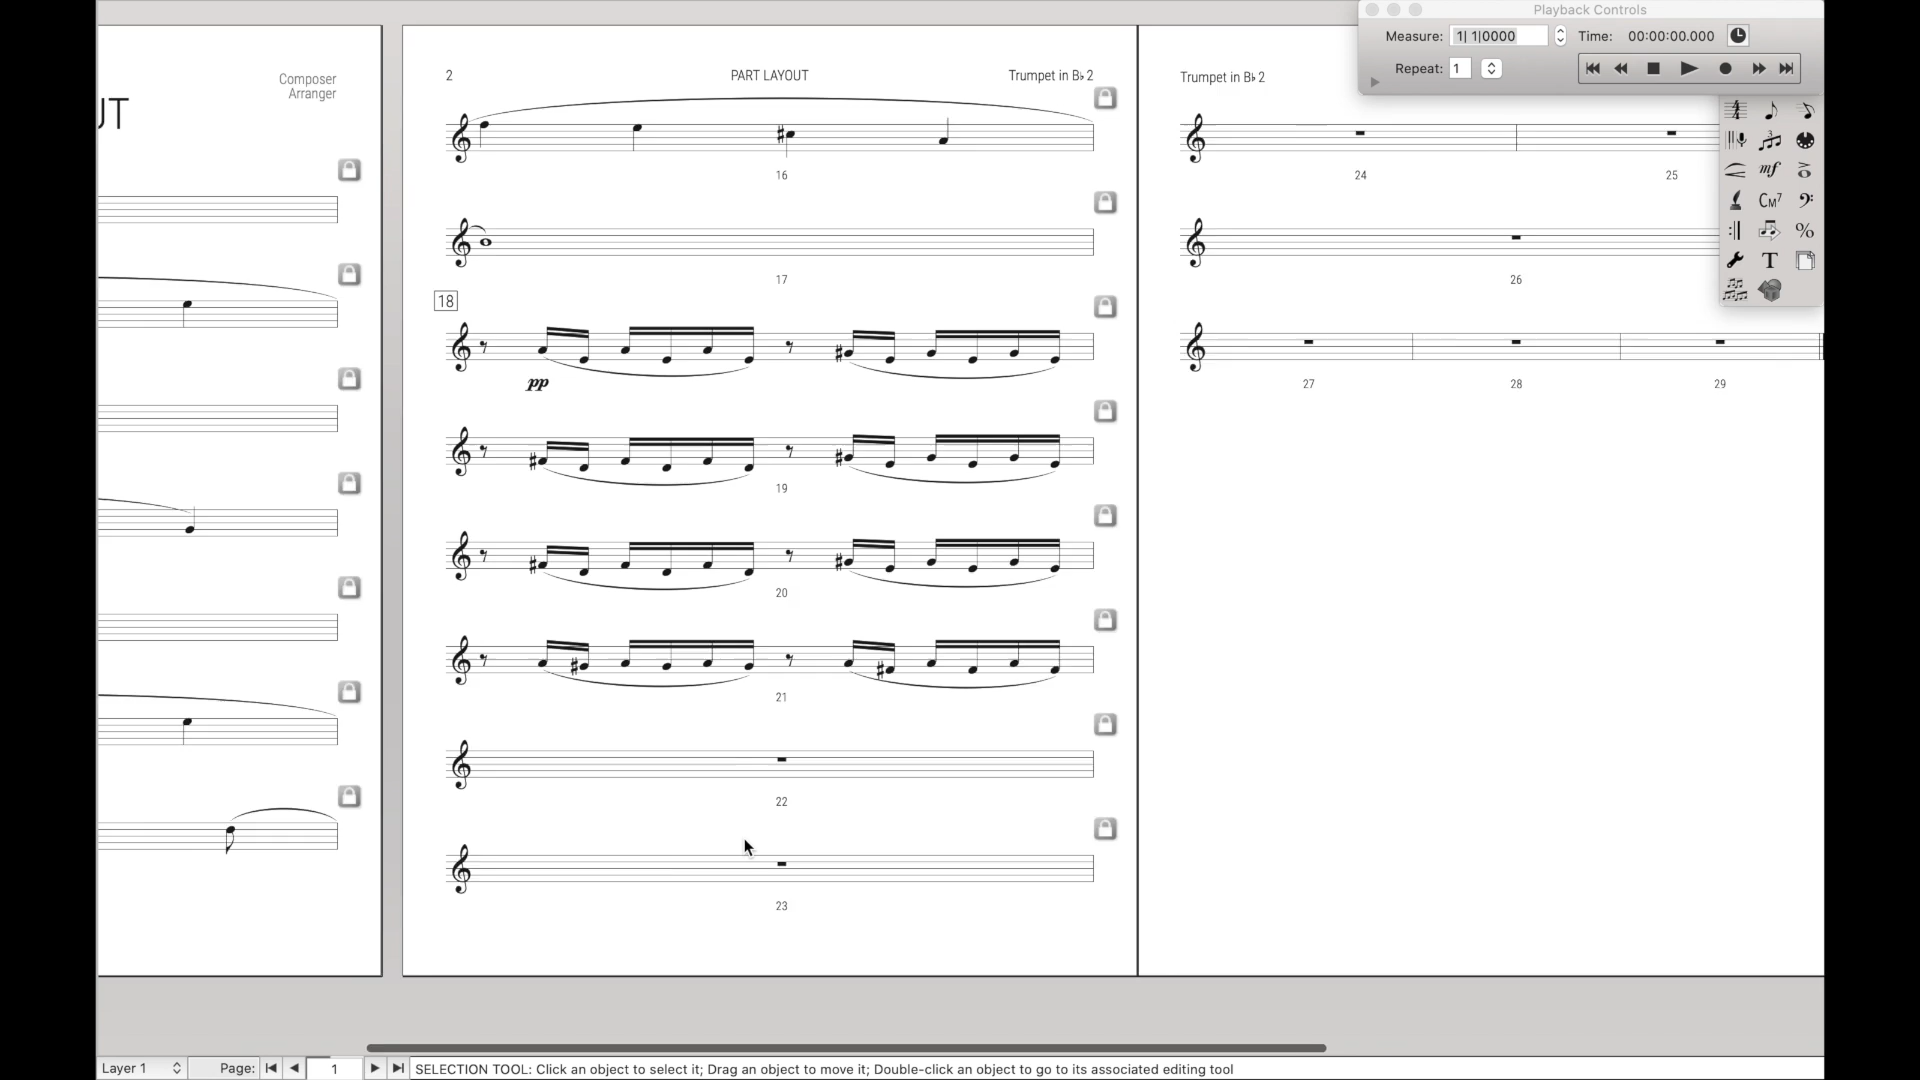 Playback Controls
Measure: 1| 1|0000 Time: 00:00:00.000
Repeat: 1
Composer
Arranger
UT
2 PART LAYOUT Trumpet in B♭ 2
16
17
18
pp
19
20
21
22
23
Trumpet in B♭ 2
24 25
26
27 28 29
mf
CM7
%
T
Layer 1 Page: 1 SELECTION TOOL: Click an object to select it; Drag an object to move it; Double-click an object to go to its associated editing tool